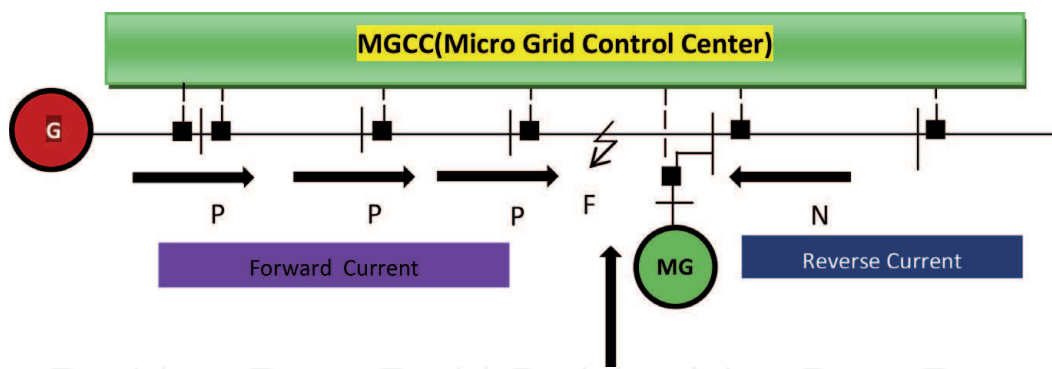 MGCC(Micro Grid Control Center)
G
P
P
P
F
N
MG
Forward Current
Reverse Current